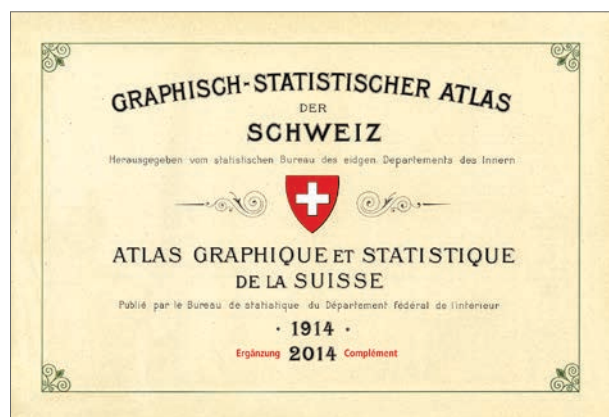 GRAPHISCH-STATISTISCHER ATLAS
DER
SCHWEIZ
Herausgegeben vom statistischen Bureau des eidgen. Departements des Innern
ATLAS GRAPHIQUE ET STATISTIQUE
DE LA SUISSE
Publié par le Bureau de statistique du Département fédéral de l'interieur
· 1914 ·
Ergänzung 2014 Complément